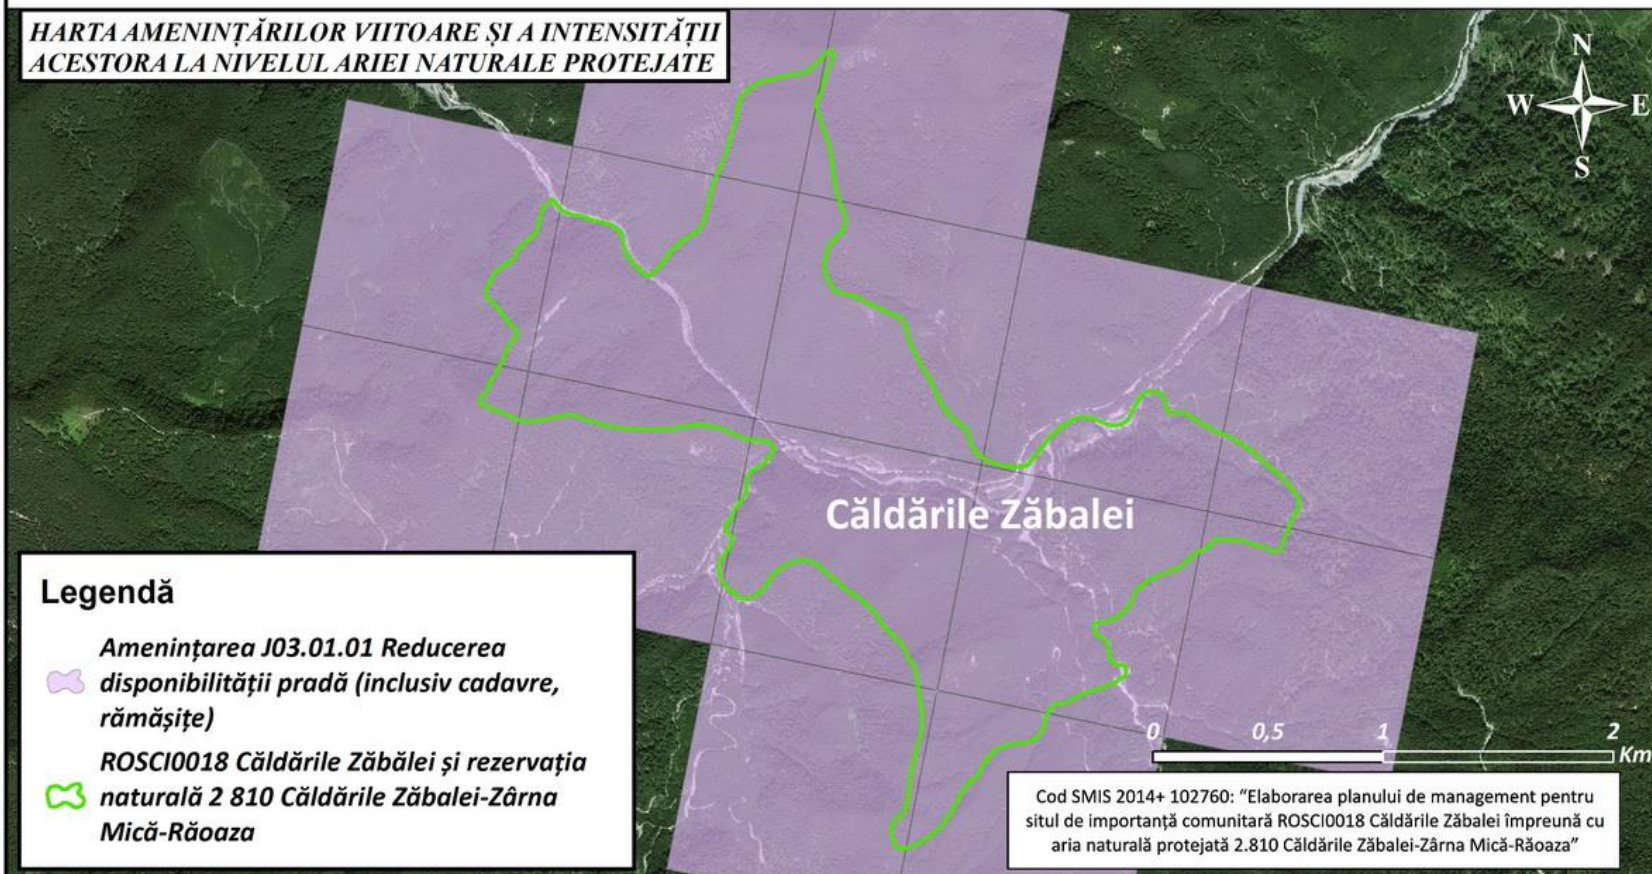 HARTA AMENINȚĂRILOR VIITOARE ȘI A INTENSITĂȚII
ACESTORA LA NIVELUL ARIEI NATURALE PROTEJATE
N
W
E
S
Căldările Zăbalei
Legendă
Amenințarea J03.01.01 Reducerea
disponibilității pradă (inclusiv cadavre,
rămășițe)
ROSCI0018 Căldările Zăbălei și rezervația
naturală 2 810 Căldările Zăbalei-Zârna
Mică-Răoaza
0 0,5 1 2
Km
Cod SMIS 2014+ 102760: “Elaborarea planului de management pentru
situl de importanță comunitară ROSCI0018 Căldările Zăbalei împreună cu
aria naturală protejată 2.810 Căldările Zăbalei-Zârna Mică-Răoaza”